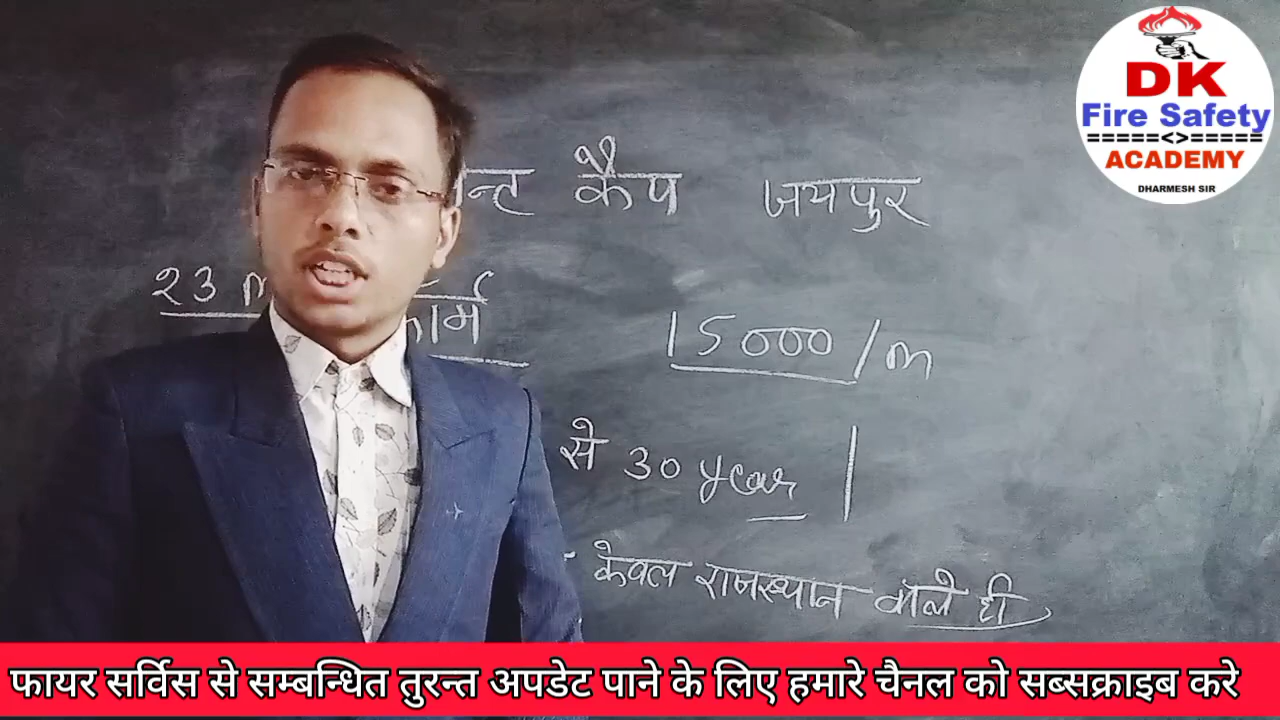 DK
Fire Safety
=====<>=====
ACADEMY
DHARMESH SIR
न्ट कैंप जयपुर
23 m फॉर्म
15000/m
से 30 year
- केवल राजस्थान वाले ही
फायर सर्विस से सम्बन्धित तुरन्त अपडेट पाने के लिए हमारे चैनल को सब्सक्राइब करे